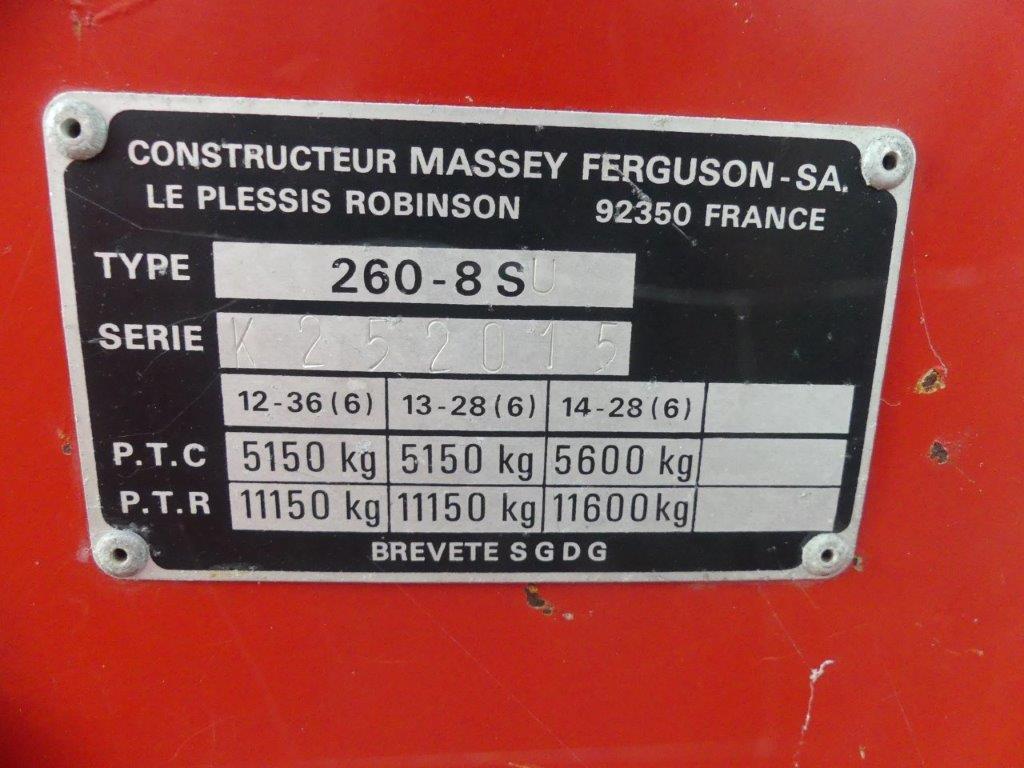 CONSTRUCTEUR MASSEY FERGUSON - SA.
LE PLESSIS ROBINSON 92350 FRANCE
TYPE 260-8 SU
SERIE K 252015
12-36 (6) 13-28 (6) 14-28 (6)
P.T.C 5150 kg 5150 kg 5600 kg
P.T.R 11150 kg 11150 kg 11600 kg
BREVETE S G D G